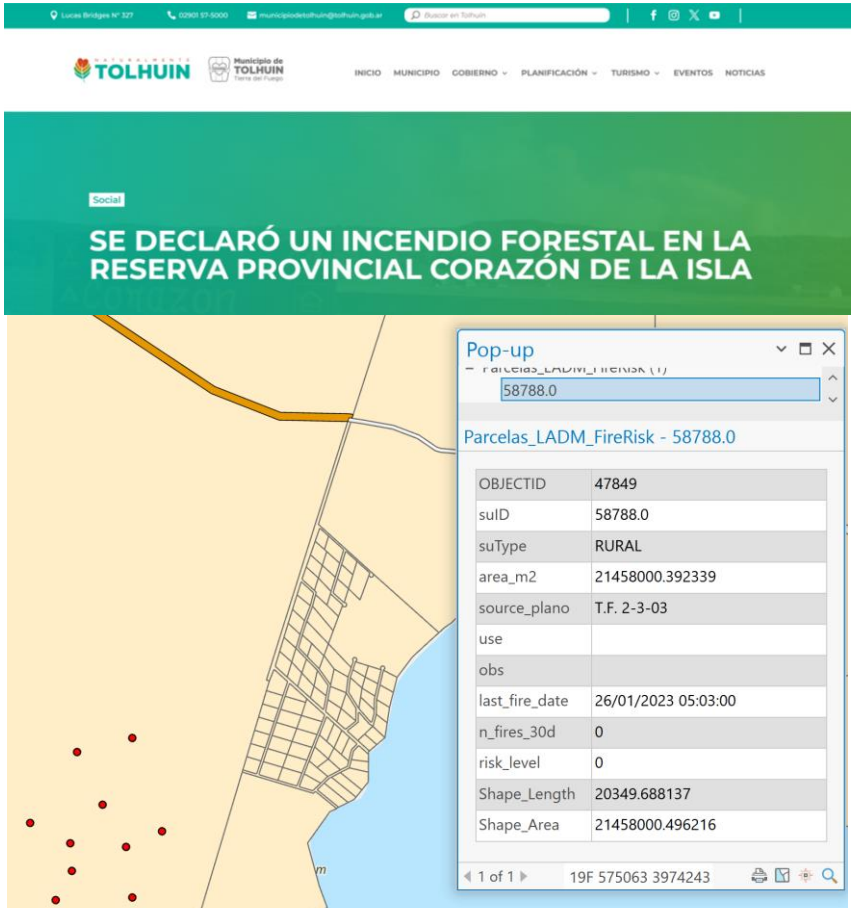 Lucas Bridges N° 327 02901 57-5000 municipiodetolhuin@tolhuin.gob.ar Buscar en Tolhuin
NATURALMENTE
TOLHUIN
Municipio de
TOLHUIN
Tierra del Fuego
INICIO MUNICIPIO GOBIERNO PLANIFICACIÓN TURISMO EVENTOS NOTICIAS
Social
SE DECLARÓ UN INCENDIO FORESTAL EN LA
RESERVA PROVINCIAL CORAZÓN DE LA ISLA
Pop-up
Parcelas_LADM_FireRisk (1)
58788.0
Parcelas_LADM_FireRisk - 58788.0
OBJECTID 47849
suID 58788.0
suType RURAL
area_m2 21458000.392339
source_plano T.F. 2-3-03
use
obs
last_fire_date 26/01/2023 05:03:00
n_fires_30d 0
risk_level 0
Shape_Length 20349.688137
Shape_Area 21458000.496216
1 of 1 19F 575063 3974243
m